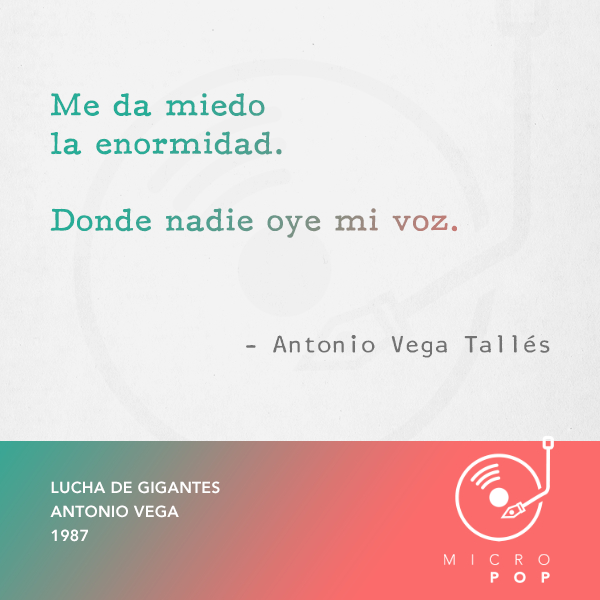 Me da miedo
la enormidad.
Donde nadie oye mi voz.
- Antonio Vega Tallés
LUCHA DE GIGANTES
ANTONIO VEGA
1987
MICRO
POP